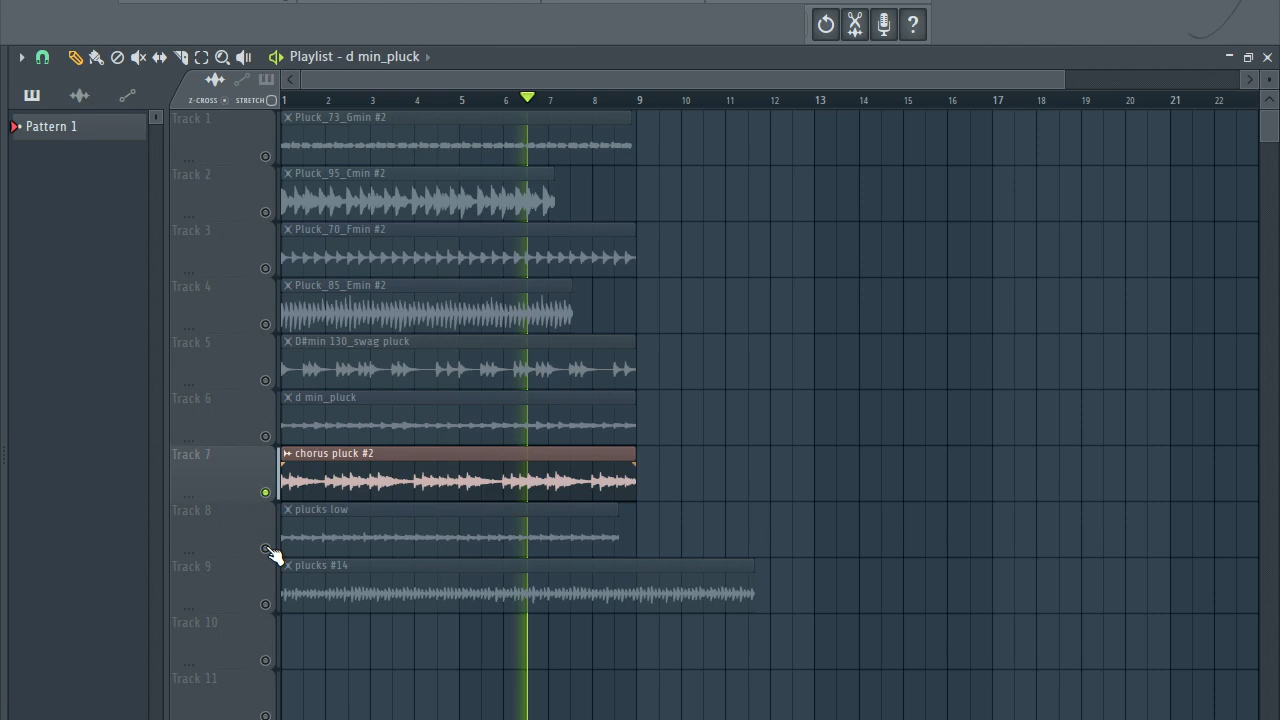 ?
Playlist - d min_pluck
Z-CROSS STRETCH
1 2 3 4 5 6 7 8 9 10 11 12 13 14 15 16 17 18 19 20 21 22
Pattern 1
Track 1 Pluck_73_Gmin #2
Track 2 Pluck_95_Cmin #2
Track 3 Pluck_70_Fmin #2
Track 4 Pluck_85_Emin #2
Track 5 D#min 130_swag pluck
Track 6 d min_pluck
Track 7 chorus pluck #2
Track 8 plucks low
Track 9 plucks #14
Track 10
Track 11